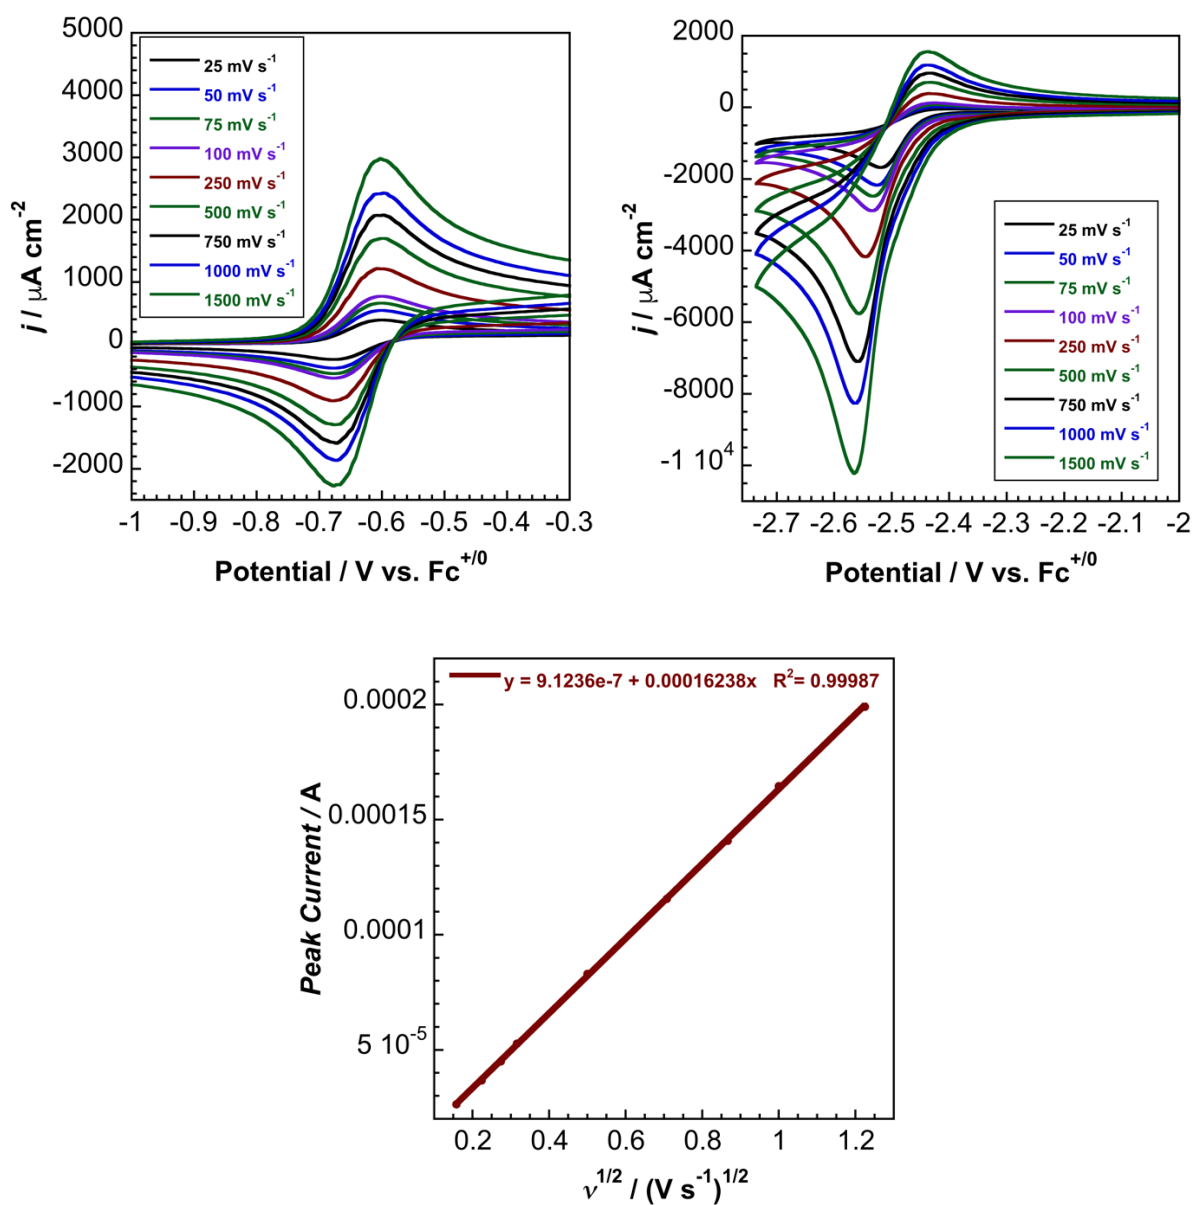 5000
4000
3000
2000
1000
0
-1000
-2000
j / μA cm⁻²
25 mV s⁻¹
50 mV s⁻¹
75 mV s⁻¹
100 mV s⁻¹
250 mV s⁻¹
500 mV s⁻¹
750 mV s⁻¹
1000 mV s⁻¹
1500 mV s⁻¹
-1 -0.9 -0.8 -0.7 -0.6 -0.5 -0.4 -0.3
Potential / V vs. Fc⁺/⁰
2000
0
-2000
-4000
-6000
-8000
-1 10⁴
j / μA cm⁻²
25 mV s⁻¹
50 mV s⁻¹
75 mV s⁻¹
100 mV s⁻¹
250 mV s⁻¹
500 mV s⁻¹
750 mV s⁻¹
1000 mV s⁻¹
1500 mV s⁻¹
-2.7 -2.6 -2.5 -2.4 -2.3 -2.2 -2.1 -2
Potential / V vs. Fc⁺/⁰
y = 9.1236e-7 + 0.00016238x R²= 0.99987
0.0002
0.00015
0.0001
5 10⁻⁵
Peak Current / A
0.2 0.4 0.6 0.8 1 1.2
ν¹/² / (V s⁻¹)¹/²